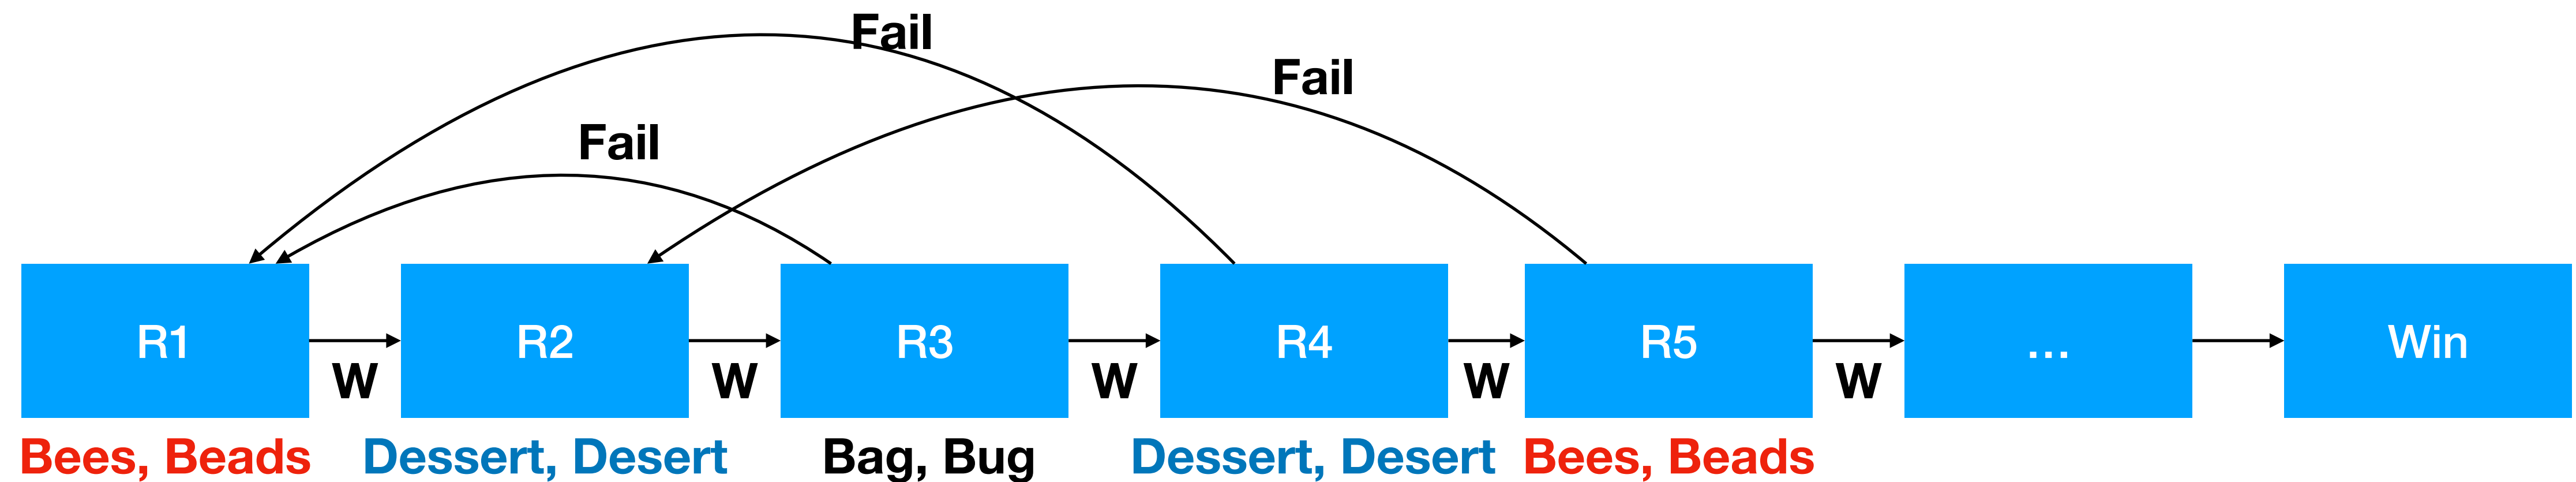 Fail
Fail
Fail
R1
R2
R3
R4
R5
...
Win
W
W
W
W
W
Bees, Beads
Dessert, Desert
Bag, Bug
Dessert, Desert
Bees, Beads